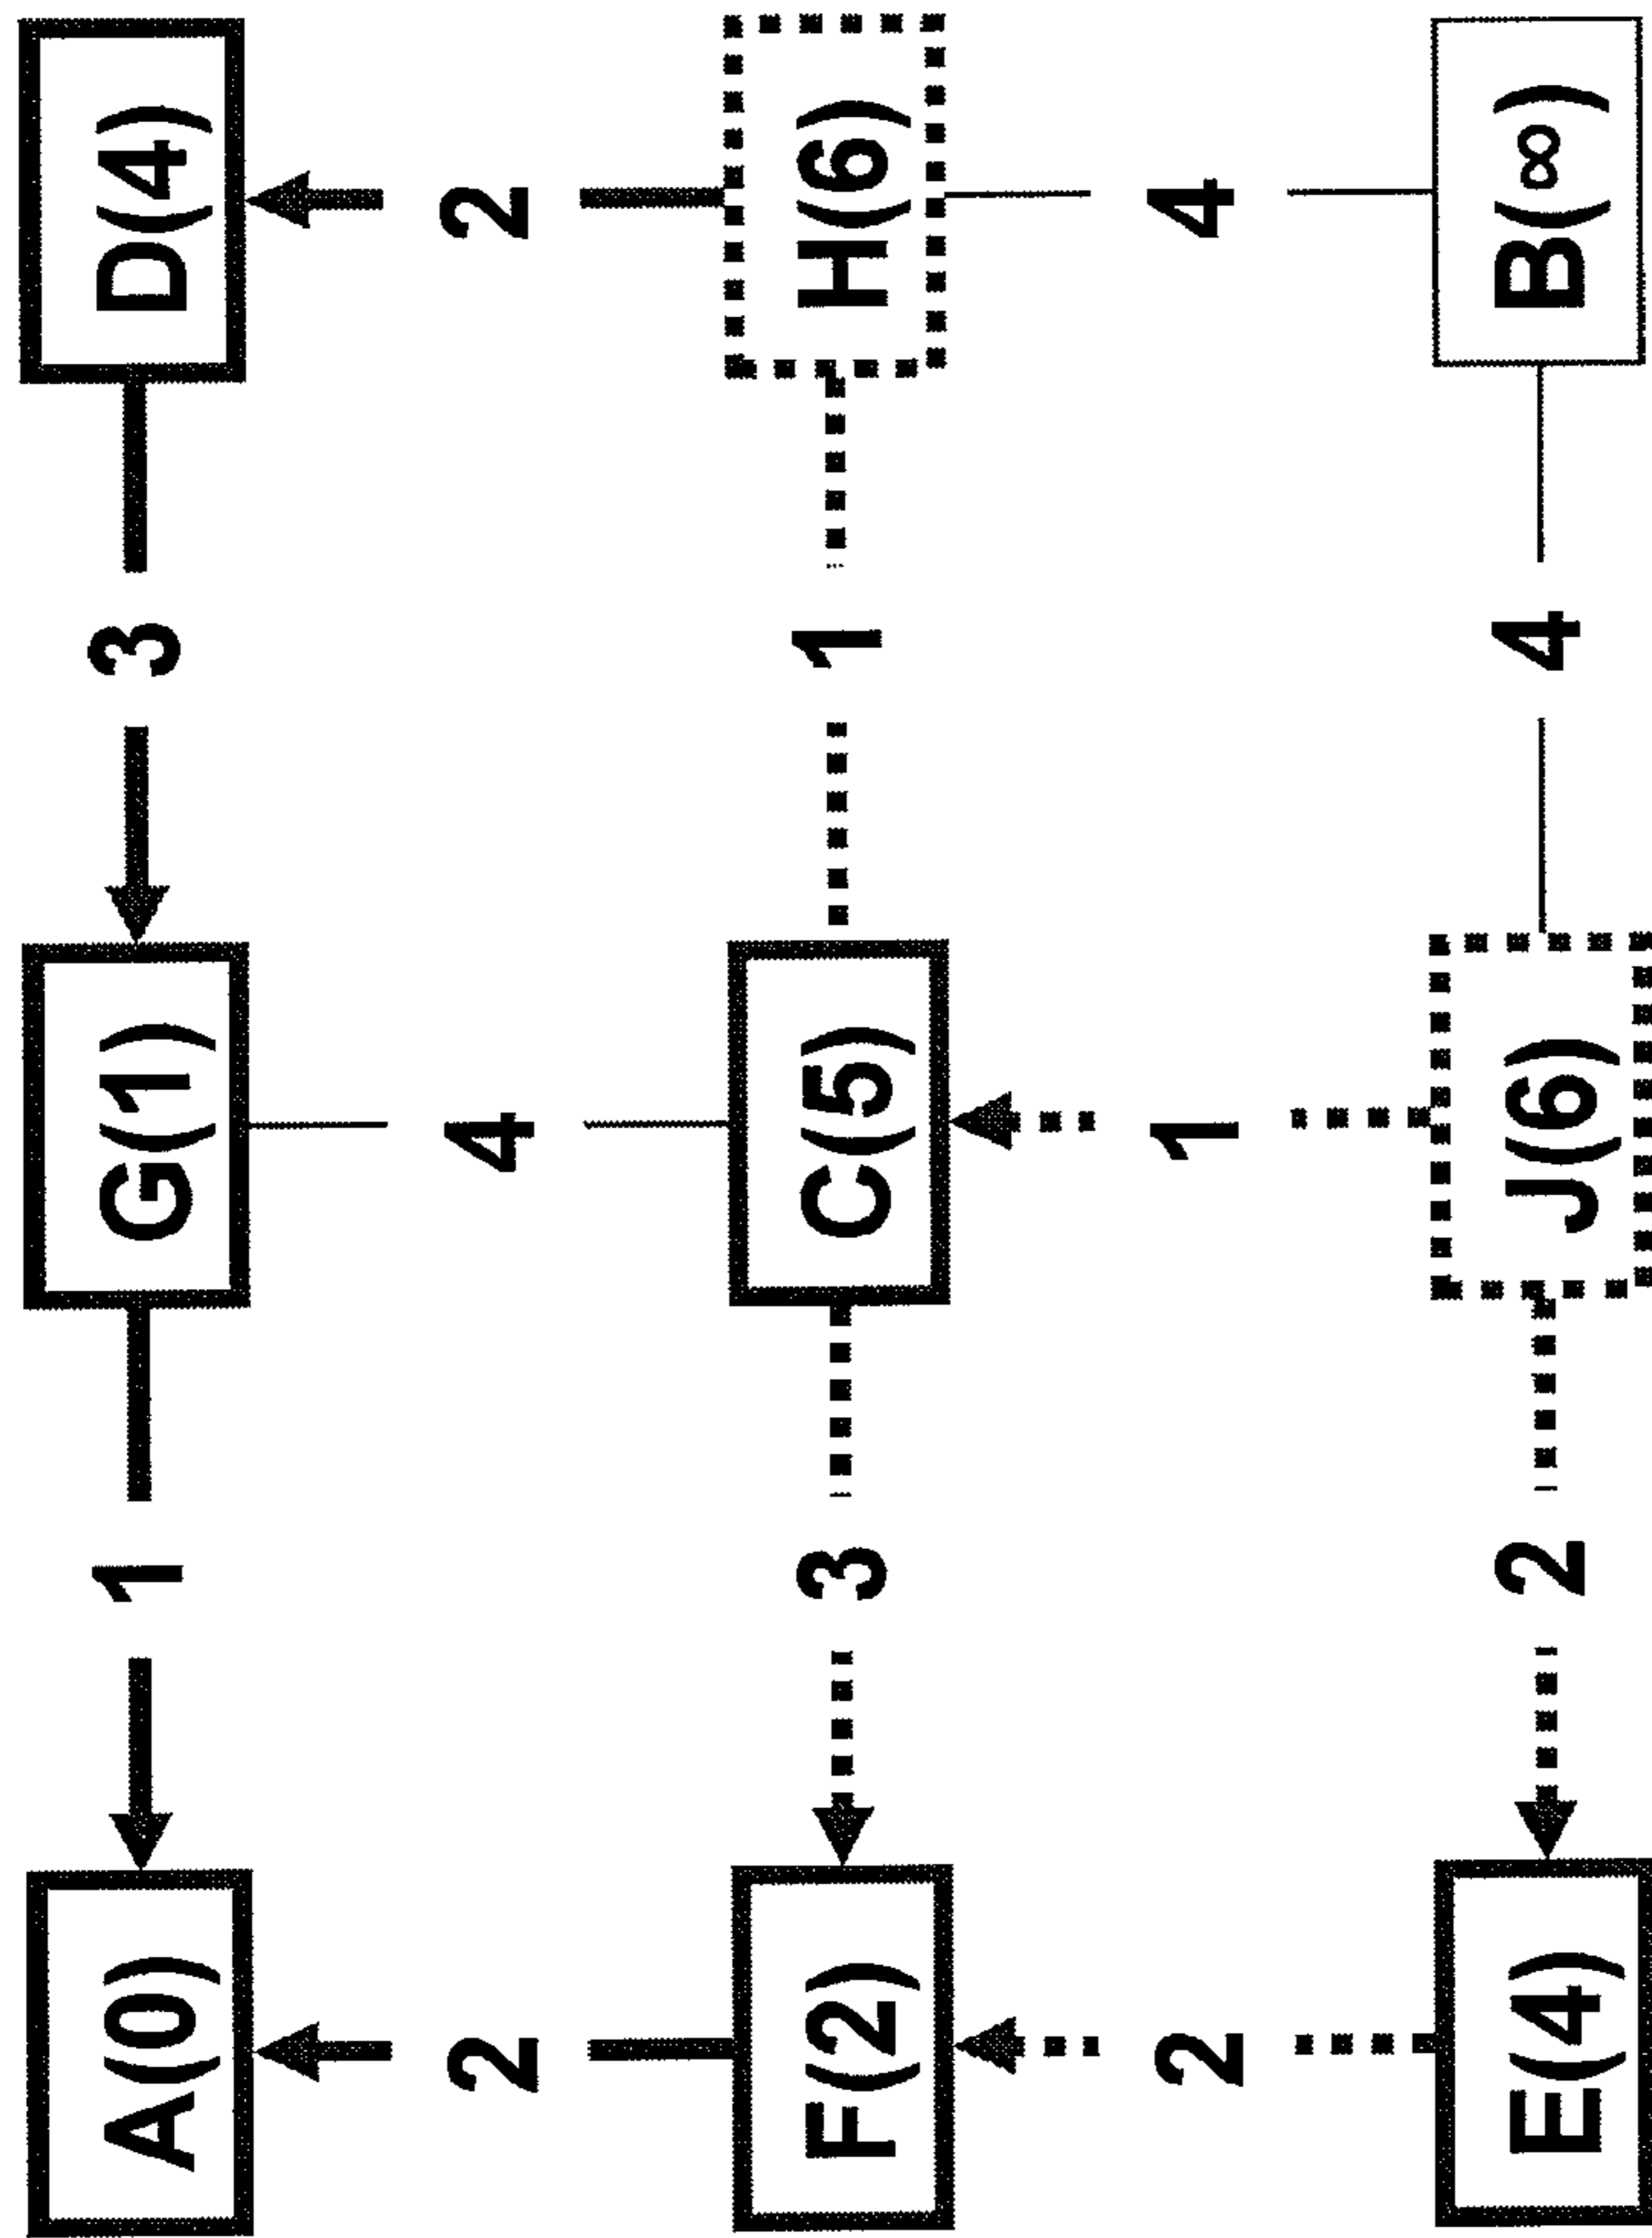 A(0) 1 G(1) 3 D(4)
2 4 2
F(2) 3 C(5) 1 H(6)
2 1 4
E(4) 2 J(6) 4 B(∞)